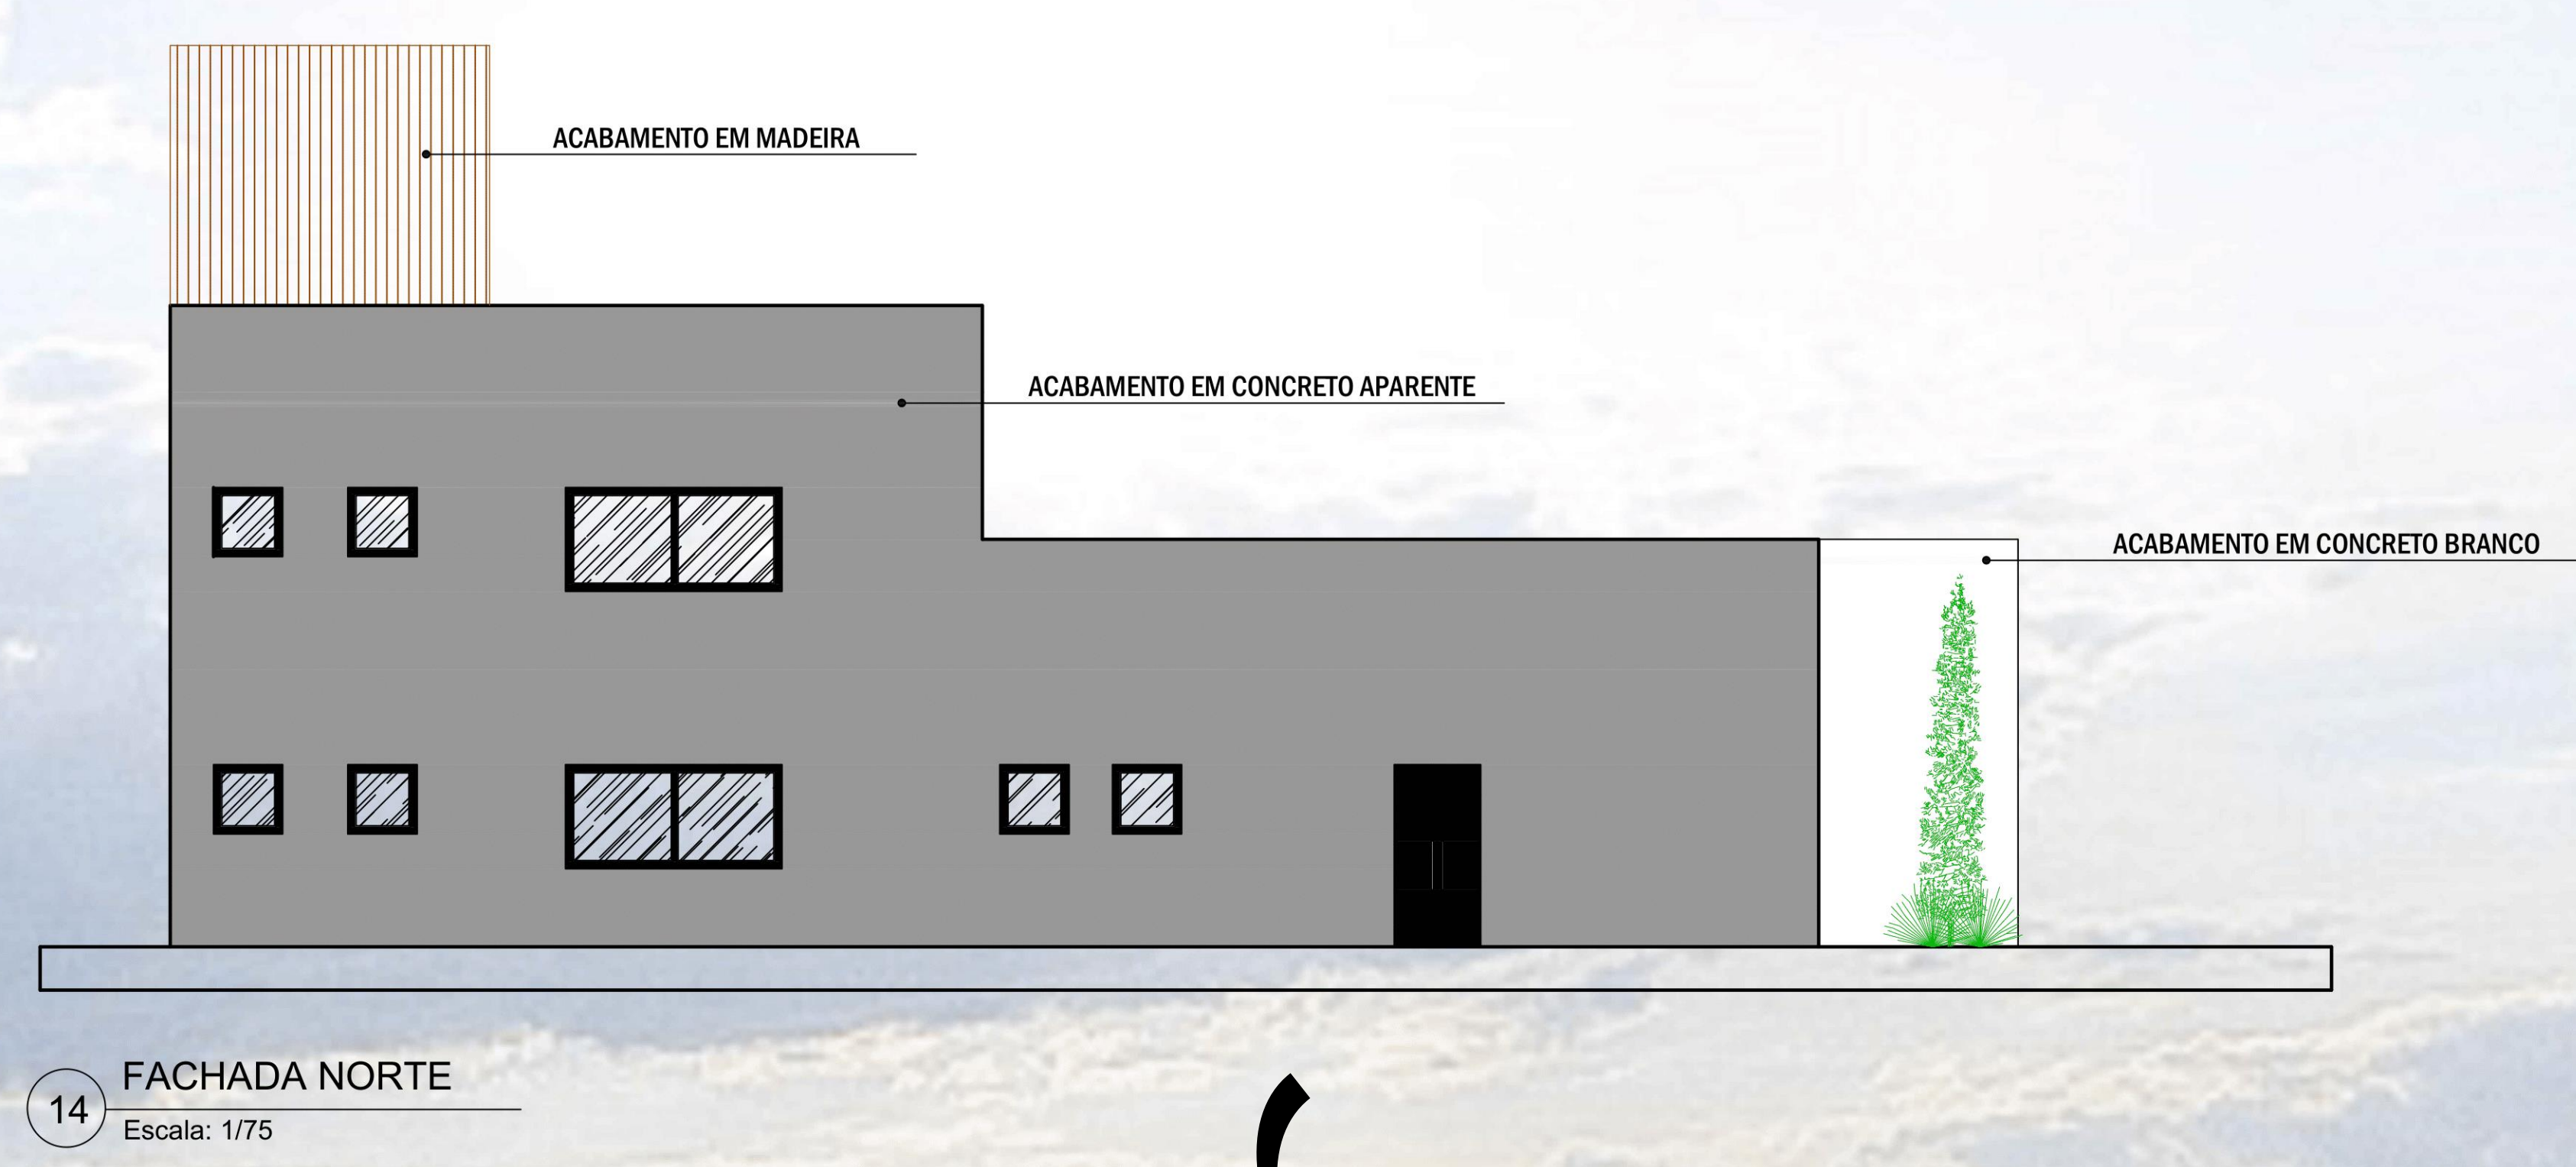 ACABAMENTO EM MADEIRA
ACABAMENTO EM CONCRETO APARENTE
ACABAMENTO EM CONCRETO BRANCO
14
FACHADA NORTE
Escala: 1/75